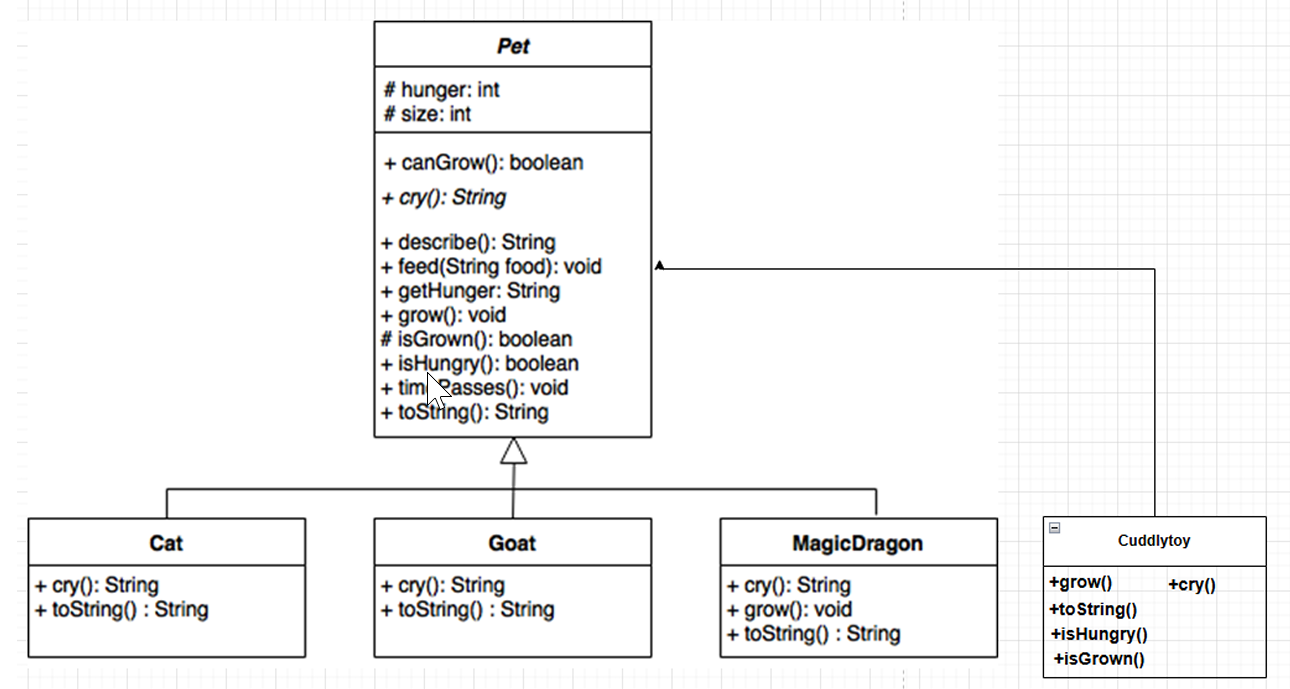 Pet
# hunger: int
# size: int
+ canGrow(): boolean
+ cry(): String
+ describe(): String
+ feed(String food): void
+ getHunger: String
+ grow(): void
# isGrown(): boolean
+ isHungry(): boolean
+ timePasses(): void
+ toString(): String
Cat
+ cry(): String
+ toString() : String
Goat
+ cry(): String
+ toString() : String
MagicDragon
+ cry(): String
+ grow(): void
+ toString() : String
Cuddlytoy
+grow() +cry()
+toString()
+isHungry()
+isGrown()